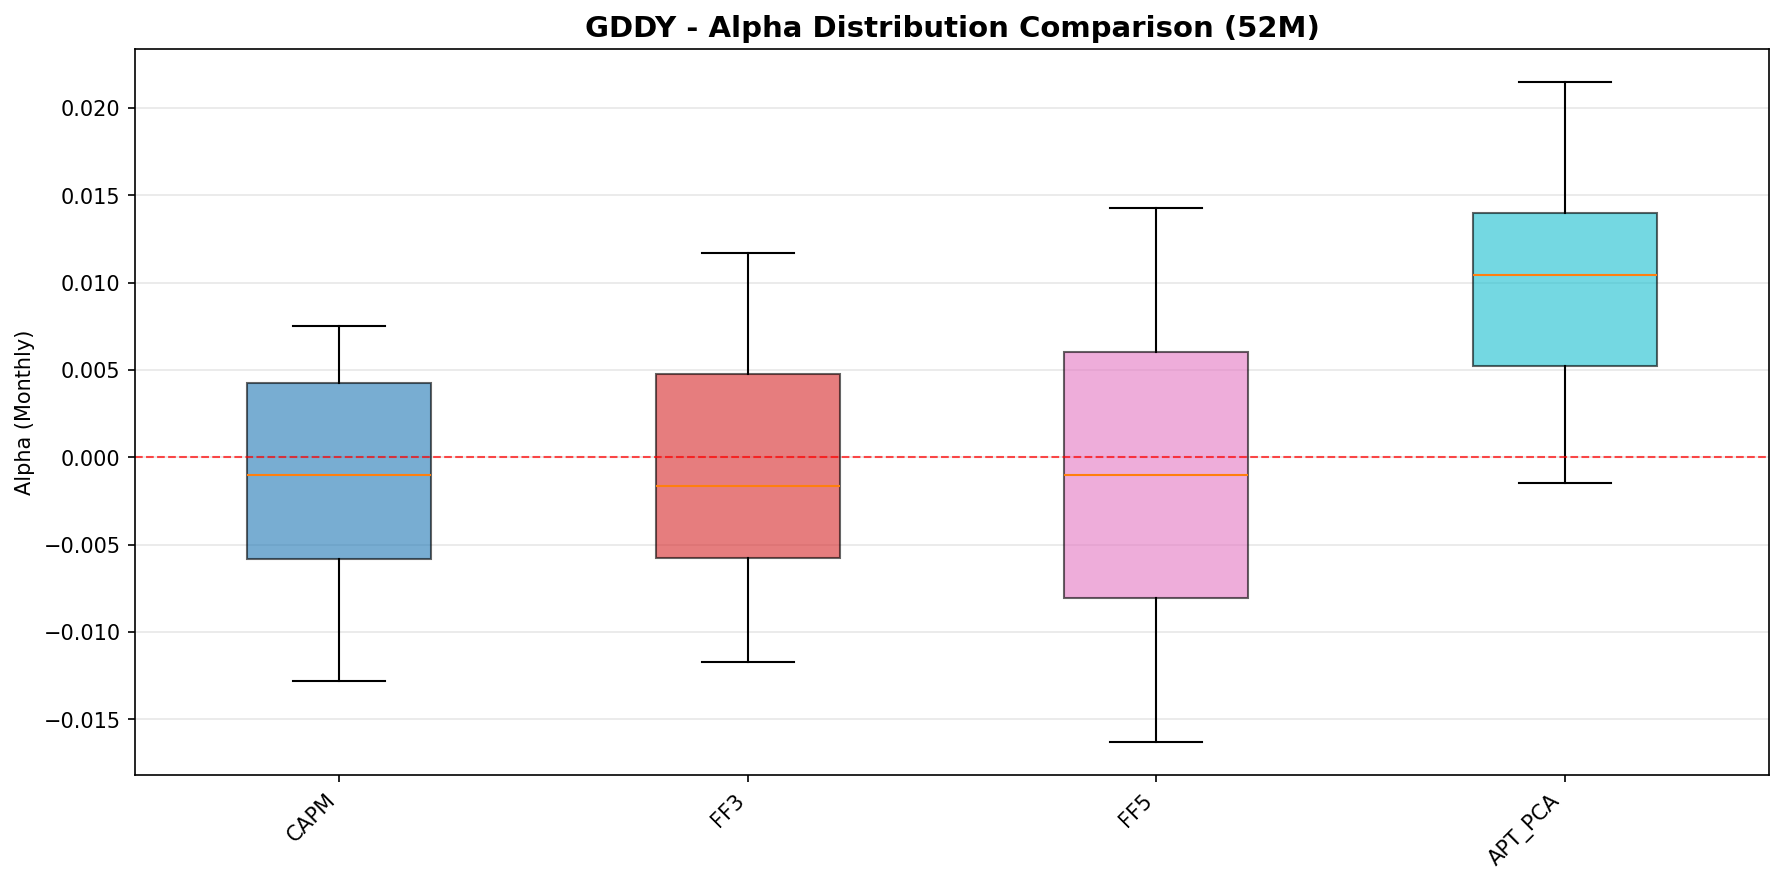 GDDY - Alpha Distribution Comparison (52M)
Alpha (Monthly)
0.020
0.015
0.010
0.005
0.000
−0.005
−0.010
−0.015
CAPM
FF3
FF5
APT_PCA